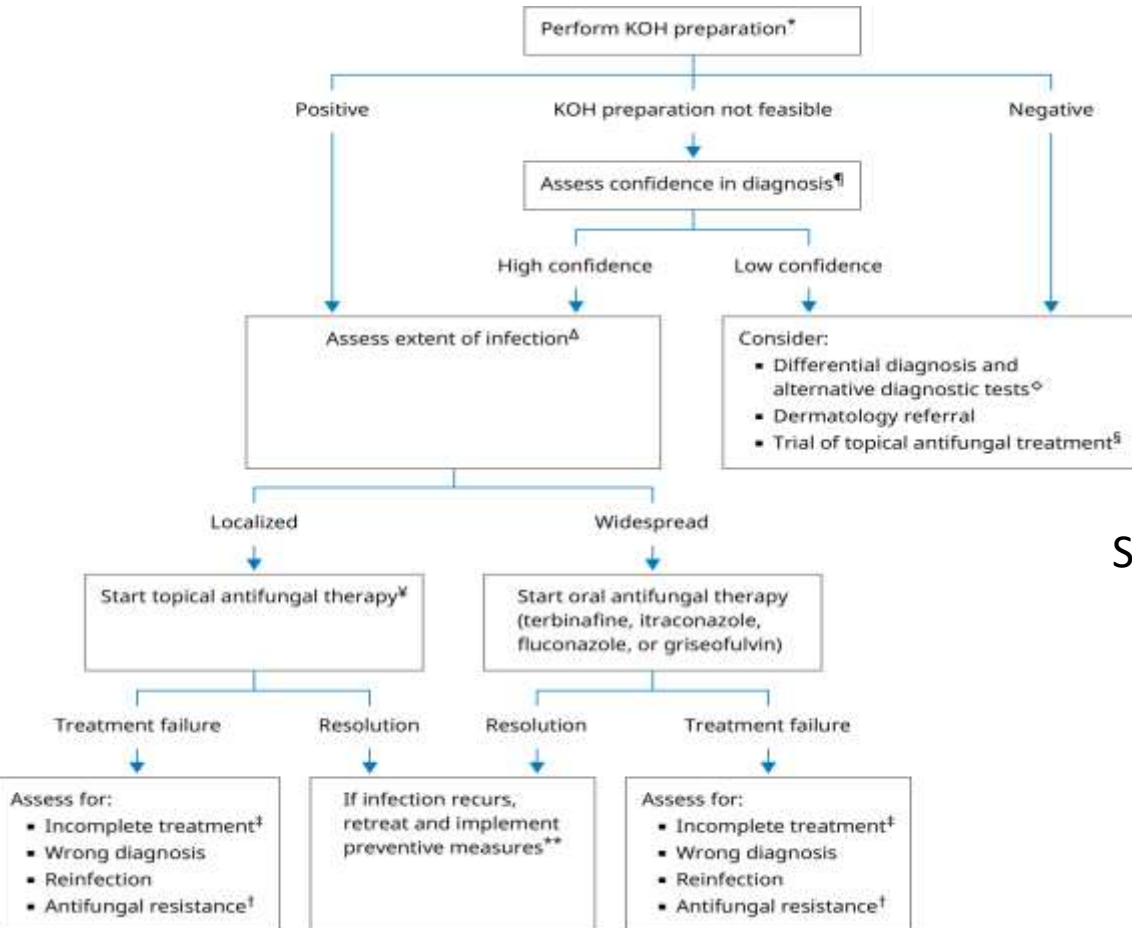 Perform KOH preparation*
Positive
KOH preparation not feasible
Negative
Assess confidence in diagnosis¶
High confidence
Low confidence
Assess extent of infectionΔ
Consider:
▪ Differential diagnosis and
alternative diagnostic tests◇
▪ Dermatology referral
▪ Trial of topical antifungal treatment§
Localized
Widespread
S
Start topical antifungal therapy¥
Start oral antifungal therapy
(terbinafine, itraconazole,
fluconazole, or griseofulvin)
Treatment failure
Resolution
Resolution
Treatment failure
Assess for:
▪ Incomplete treatment‡
▪ Wrong diagnosis
▪ Reinfection
▪ Antifungal resistance†
If infection recurs,
retreat and implement
preventive measures**
Assess for:
▪ Incomplete treatment‡
▪ Wrong diagnosis
▪ Reinfection
▪ Antifungal resistance†